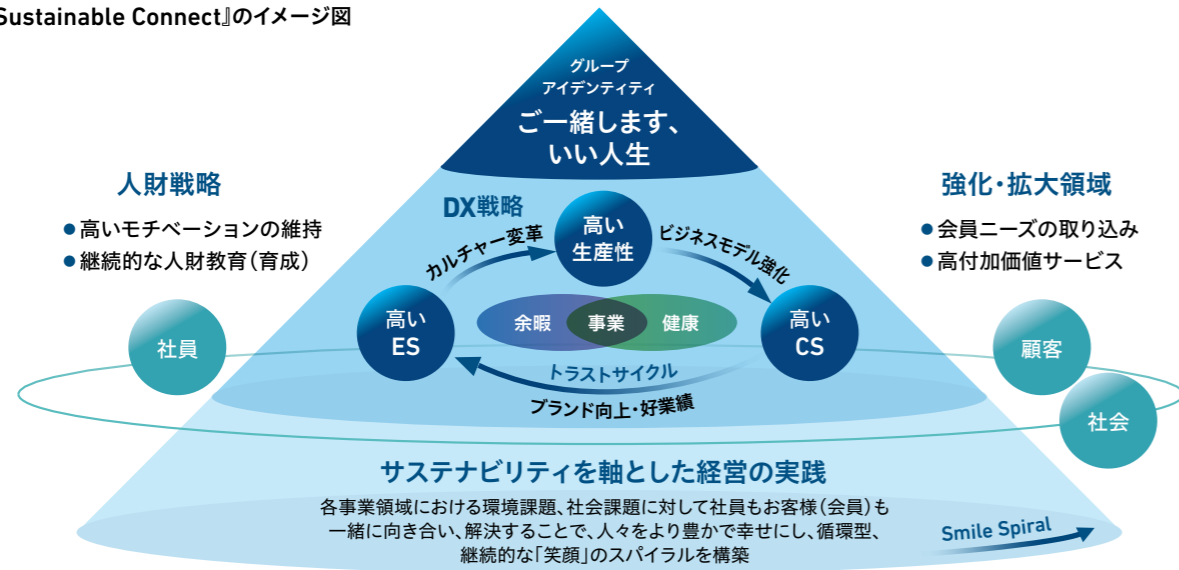 Sustainable Connect』のイメージ図
グループ
アイデンティティ
ご一緒します、
いい人生
人財戦略
●高いモチベーションの維持
●継続的な人財教育(育成)
強化・拡大領域
●会員ニーズの取り込み
●高付加価値サービス
DX戦略
カルチャー変革
高い
生産性
ビジネスモデル強化
高い
ES
余暇
事業
健康
高い
CS
トラストサイクル
ブランド向上・好業績
社員
顧客
社会
サステナビリティを軸とした経営の実践
各事業領域における環境課題、社会課題に対して社員もお客様(会員)も
一緒に向き合い、解決することで、人々をより豊かで幸せにし、循環型、
継続的な「笑顔」のスパイラルを構築
Smile Spiral